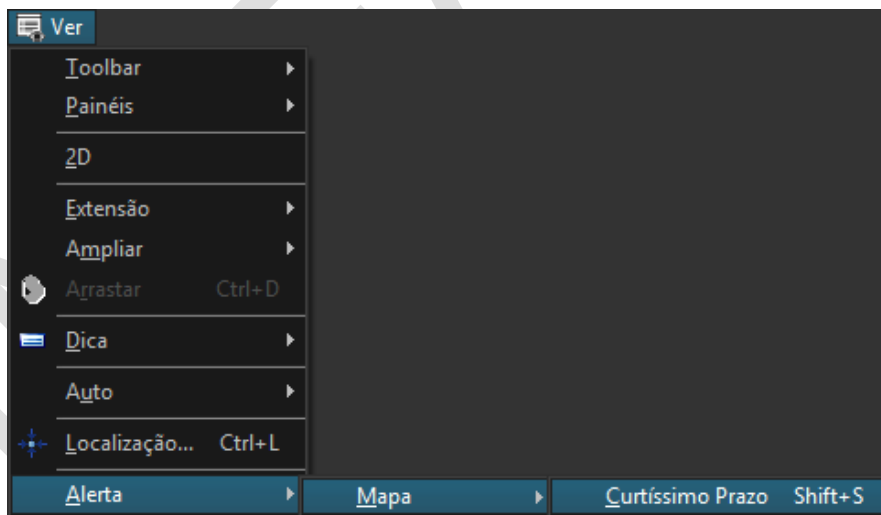 Ver
Toolbar
Painéis
2D
Extensão
Ampliar
Arrastar Ctrl+D
Dica
Auto
Localização... Ctrl+L
Alerta Mapa Curtíssimo Prazo Shift+S